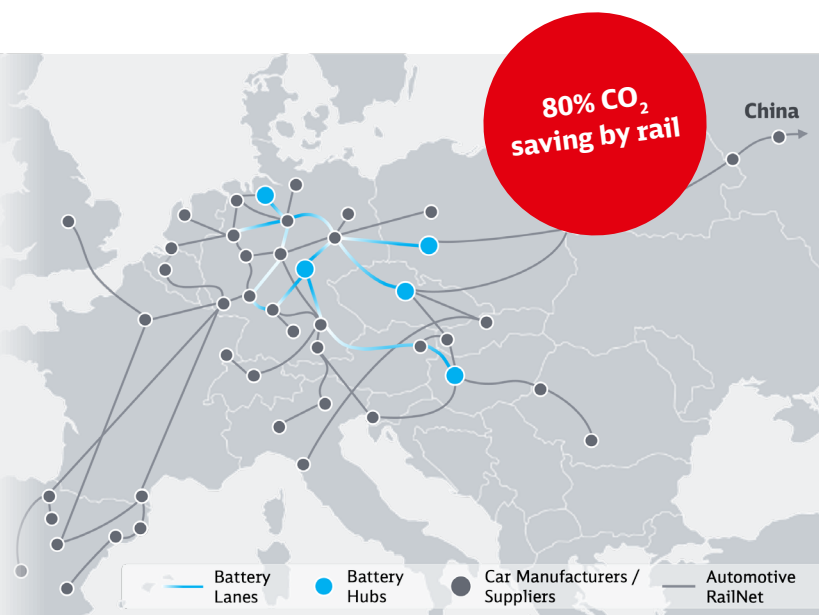 80% CO₂
saving by rail
China
Battery
Lanes
Battery
Hubs
Car Manufacturers /
Suppliers
Automotive
RailNet